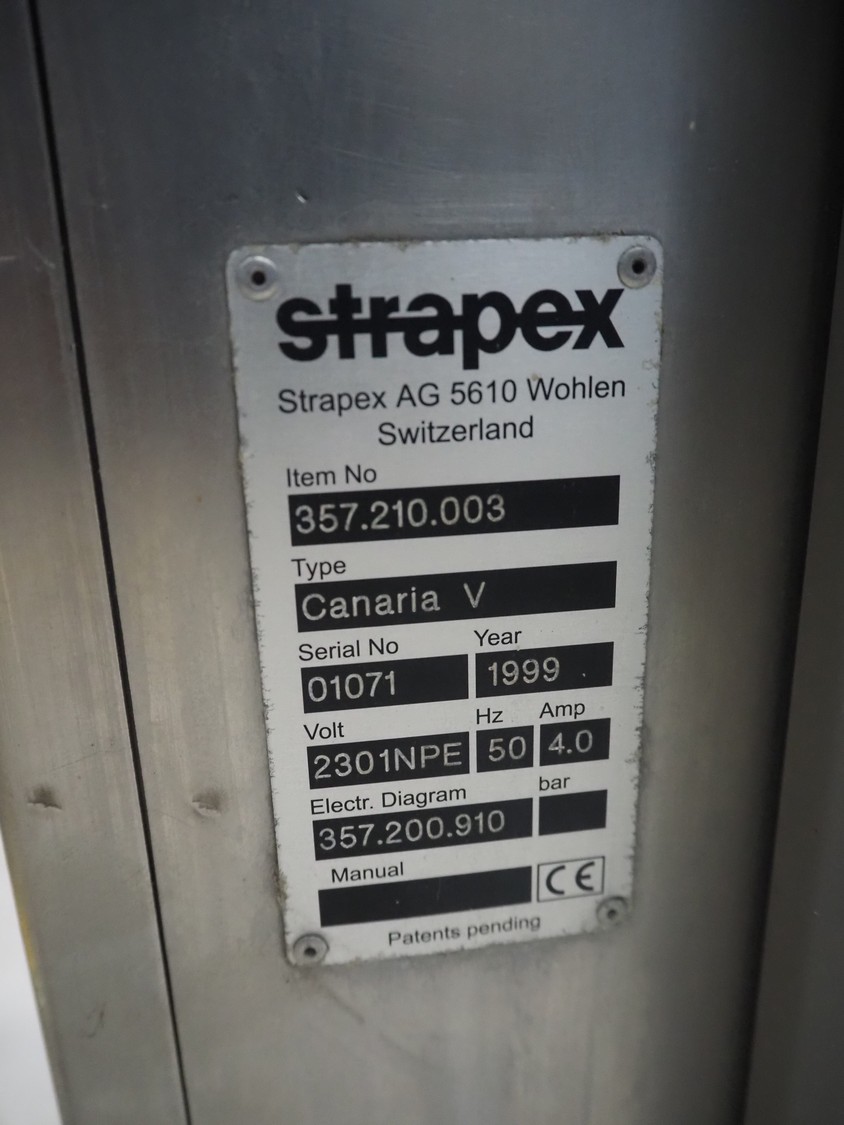 strapex
Strapex AG 5610 Wohlen
Switzerland
Item No
357.210.003
Type
Canaria V
Serial No Year
01071 1999
Volt Hz Amp
2301NPE 50 4.0
Electr. Diagram bar
357.200.910
Manual
CE
Patents pending